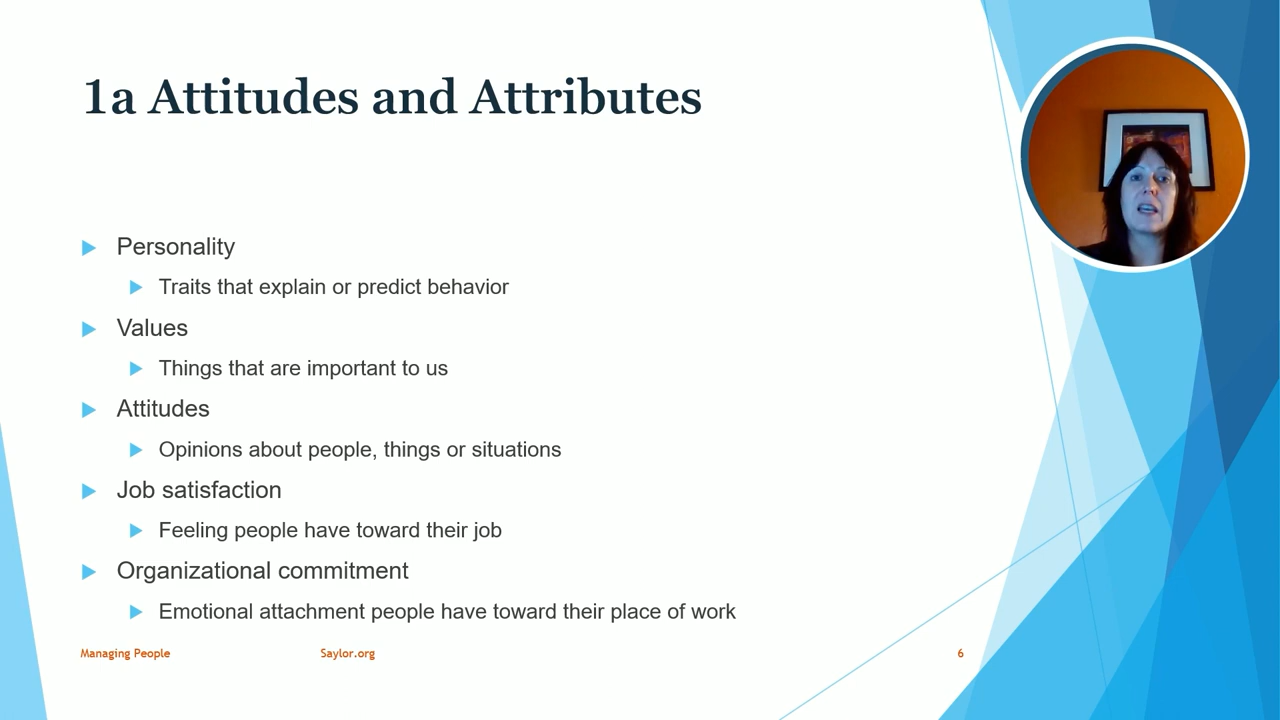 1a Attitudes and Attributes
Personality
Traits that explain or predict behavior
Values
Things that are important to us
Attitudes
Opinions about people, things or situations
Job satisfaction
Feeling people have toward their job
Organizational commitment
Emotional attachment people have toward their place of work
Managing People Saylor.org 6